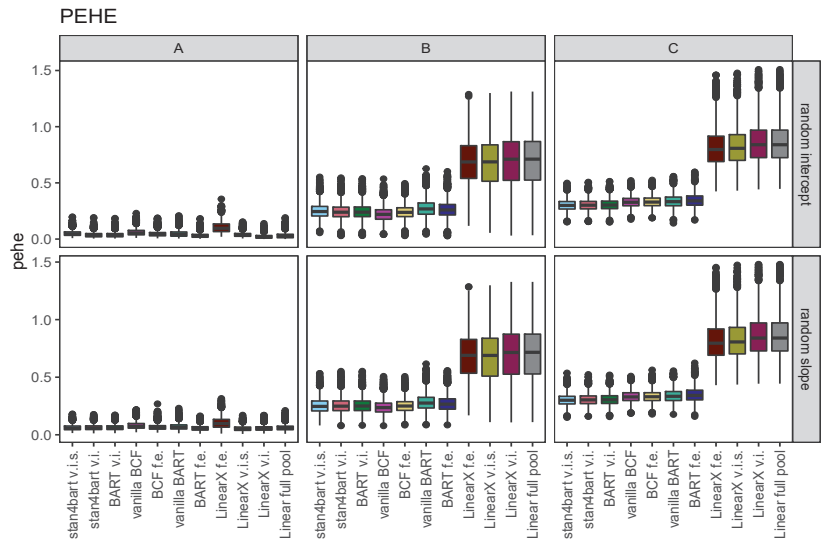 PEHE
A B C
1.5
1.0
0.5
0.0
random intercept
pehe
1.5
1.0
0.5
0.0
random slope
stan4bart v.i.s.
stan4bart v.i.
BART v.i.
vanilla BCF
BCF f.e.
vanilla BART
BART f.e.
LinearX f.e.
LinearX v.i.s.
LinearX v.i.
Linear full pool
stan4bart v.i.s.
stan4bart v.i.
BART v.i.
vanilla BCF
BCF f.e.
vanilla BART
BART f.e.
LinearX f.e.
LinearX v.i.s.
LinearX v.i.
Linear full pool
stan4bart v.i.s.
stan4bart v.i.
BART v.i.
vanilla BCF
BCF f.e.
vanilla BART
BART f.e.
LinearX f.e.
LinearX v.i.s.
LinearX v.i.
Linear full pool